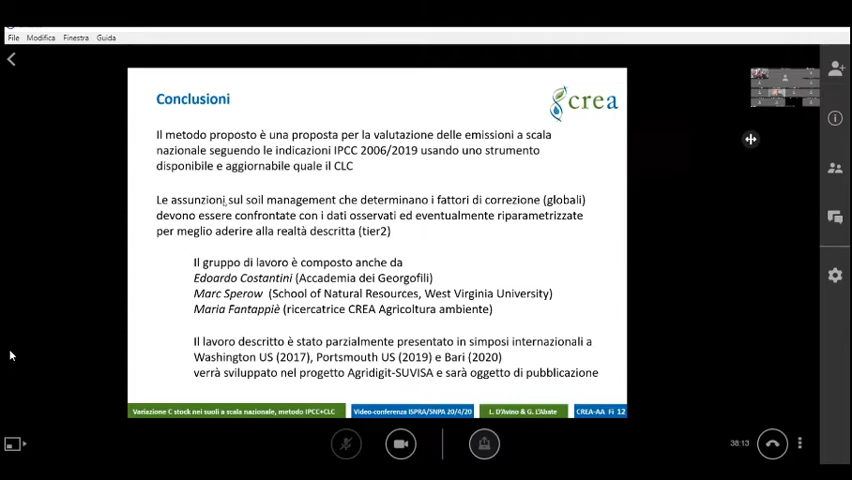 File Modifica Finestra Guida
Conclusioni
crea
Il metodo proposto è una proposta per la valutazione delle emissioni a scala
nazionale seguendo le indicazioni IPCC 2006/2019 usando uno strumento
disponibile e aggiornabile quale il CLC
Le assunzioni sul soil management che determinano i fattori di correzione (globali)
devono essere confrontate con i dati osservati ed eventualmente riparametrizzate
per meglio aderire alla realtà descritta (tier2)
Il gruppo di lavoro è composto anche da
Edoardo Costantini (Accademia dei Georgofili)
Marc Sperow (School of Natural Resources, West Virginia University)
Maria Fantappiè (ricercatrice CREA Agricoltura ambiente)
Il lavoro descritto è stato parzialmente presentato in simposi internazionali a
Washington US (2017), Portsmouth US (2019) e Bari (2020)
verrà sviluppato nel progetto Agridigit-SUVISA e sarà oggetto di pubblicazione
Variazione C stock nei suoli a scala nazionale, metodo IPCC+CLC Video-conferenza ISPRA/SNPA 20/4/20 L. D'Avino & G. L'Abate CREA-AA Fi 12
38:13